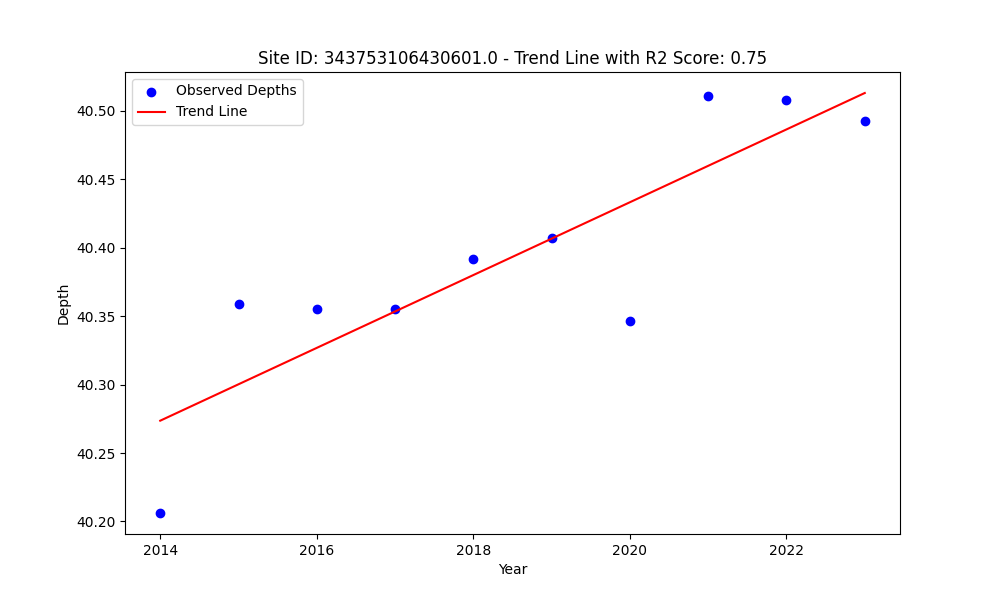 Site ID: 343753106430601.0 - Trend Line with R2 Score: 0.75
Observed Depths
Trend Line
40.50
40.45
40.40
40.35
40.30
40.25
40.20
Depth
2014
2016
2018
2020
2022
Year